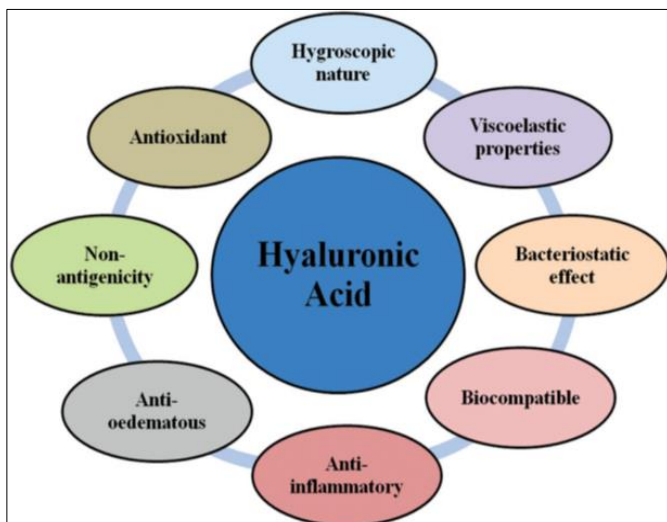 Hygroscopic
nature
Viscoelastic
properties
Bacteriostatic
effect
Biocompatible
Anti-
inflammatory
Anti-
oedematous
Non-
antigenicity
Antioxidant
Hyaluronic
Acid